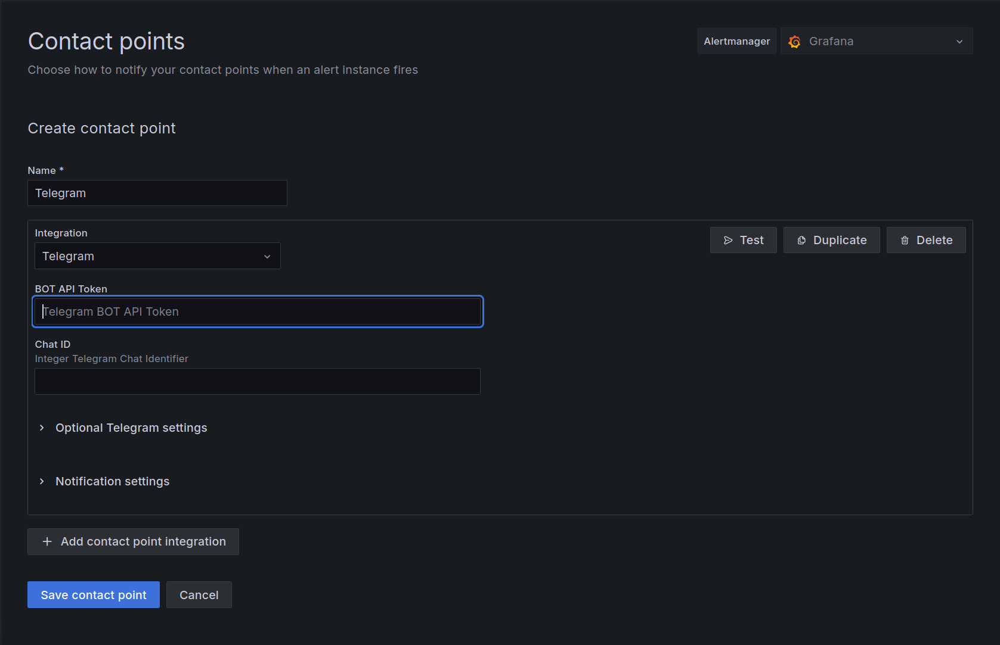 Contact points
Alertmanager
Grafana
Choose how to notify your contact points when an alert instance fires
Create contact point
Name *
Telegram
Integration
Telegram
Test
Duplicate
Delete
BOT API Token
Telegram BOT API Token
Chat ID
Integer Telegram Chat Identifier
Optional Telegram settings
Notification settings
Add contact point integration
Save contact point
Cancel